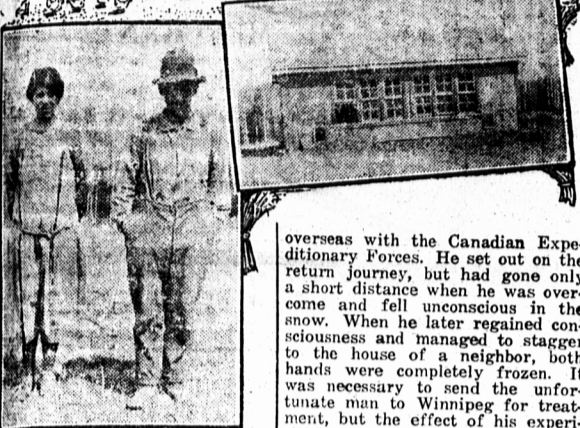 overseas with the Canadian Expe-
ditionary Forces. He set out on the
return journey, but had gone only
a short distance when he was over-
come and fell unconscious in the
snow. When he later regained con-
sciousness and managed to stagger
to the house of a neighbor, both
hands were completely frozen. It
was necessary to send the unfor-
tunate man to Winnipeg for treat-
ment, but the effect of his experi-